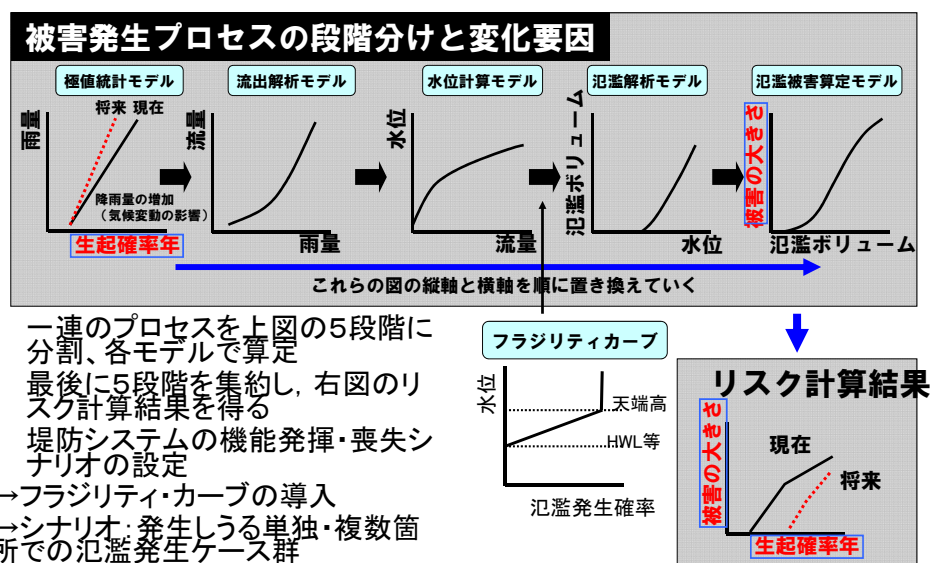 被害発生プロセスの段階分けと変化要因
極値統計モデル
流出解析モデル
水位計算モデル
氾濫解析モデル
氾濫被害算定モデル
雨量
将来 現在
降雨量の増加
（気候変動の影響）
生起確率年
流量
雨量
水位
流量
氾濫ボリューム
水位
被害の大きさ
氾濫ボリューム
これらの図の縦軸と横軸を順に置き換えていく
一連のプロセスを上図の５段階に
分割、各モデルで算定
最後に５段階を集約し，右図のリ
スク計算結果を得る
堤防システムの機能発揮・喪失シ
ナリオの設定
→フラジリティ・カーブの導入
→シナリオ：発生しうる単独・複数箇
所での氾濫発生ケース群
フラジリティカーブ
水位
天端高
HWL等
氾濫発生確率
リスク計算結果
被害の大きさ
現在
将来
生起確率年